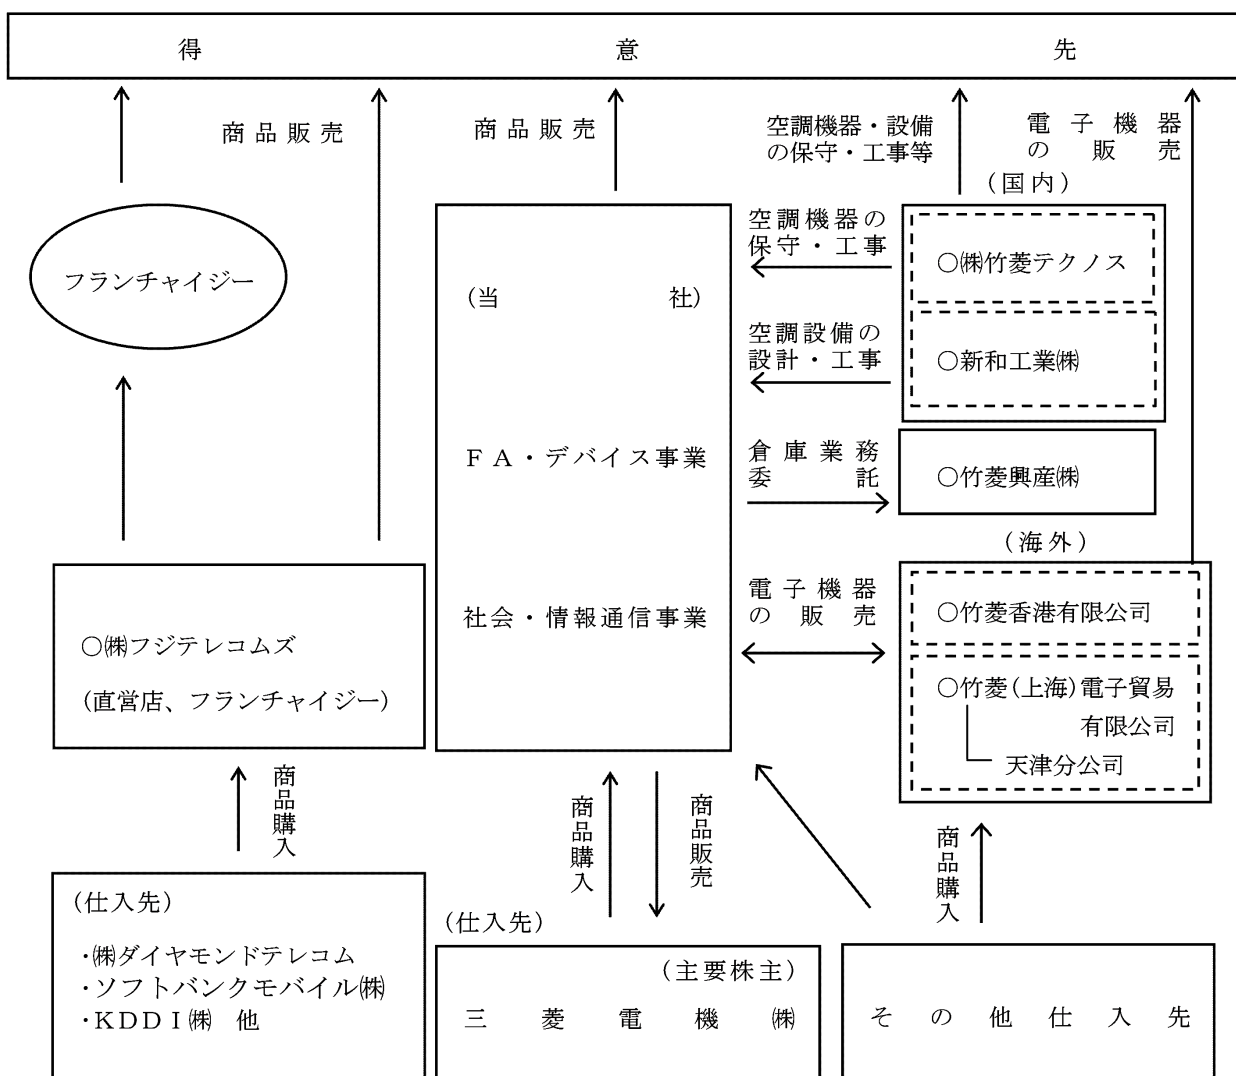 得意先
商品販売
商品販売
空調機器・設備
の保守・工事等
電子機器
の販売
(国内)
フランチャイジー
(当社)
FA・デバイス事業
社会・情報通信事業
空調機器の
保守・工事
○㈱竹菱テクノス
空調設備の
設計・工事
○新和工業㈱
倉庫業務
委託
○竹菱興産㈱
(海外)
電子機器
の販売
○竹菱香港有限公司
○竹菱(上海)電子貿易
有限公司
天津分公司
○㈱フジテレコムズ
(直営店、フランチャイジー)
商品購入
商品購入
商品販売
商品購入
(仕入先)
・㈱ダイヤモンドテレコム
・ソフトバンクモバイル㈱
・KDDI㈱ 他
(仕入先)
(主要株主)
三菱電機㈱
その他仕入先